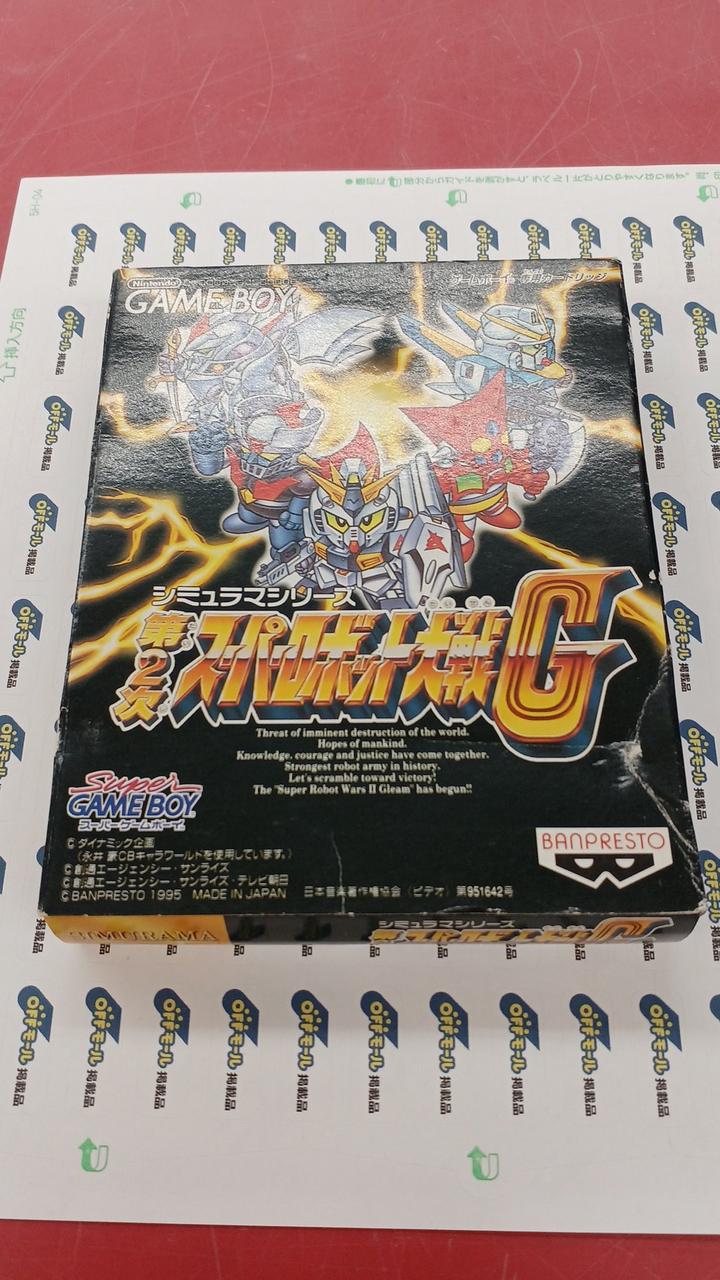 SH-04
挿入方向
Nintendo
GAME BOY
ゲームボーイ専用カートリッジ
シミュラマシリーズ
第2次
スーパーロボット大戦G
Threat of imminent destruction of the world.
Hopes of mankind.
Knowledge, courage and justice have come together.
Strongest robot army in history.
Let's scramble toward victory!
The "Super Robot Wars II Gleam" has begun!!
Super
GAME BOY
スーパーゲームボーイ
BANPRESTO
© ダイナミック企画
(永井 豪CBキャラワールドを使用しています。)
© 創通エージェンシー・サンライズ
© 創通エージェンシー・サンライズ・テレビ朝日
© BANPRESTO 1995 MADE IN JAPAN 日本音楽著作権協会(ビデオ)第951642号
SIMURAMA
シミュラマシリーズ
OFFモール
掲載品